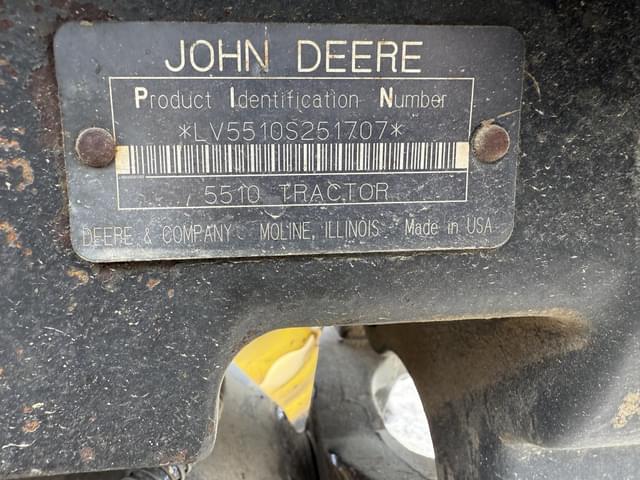 JOHN DEERE
Product Identification Number
*LV5510S251707*
5510 TRACTOR
DEERE & COMPANY MOLINE, ILLINOIS Made in USA